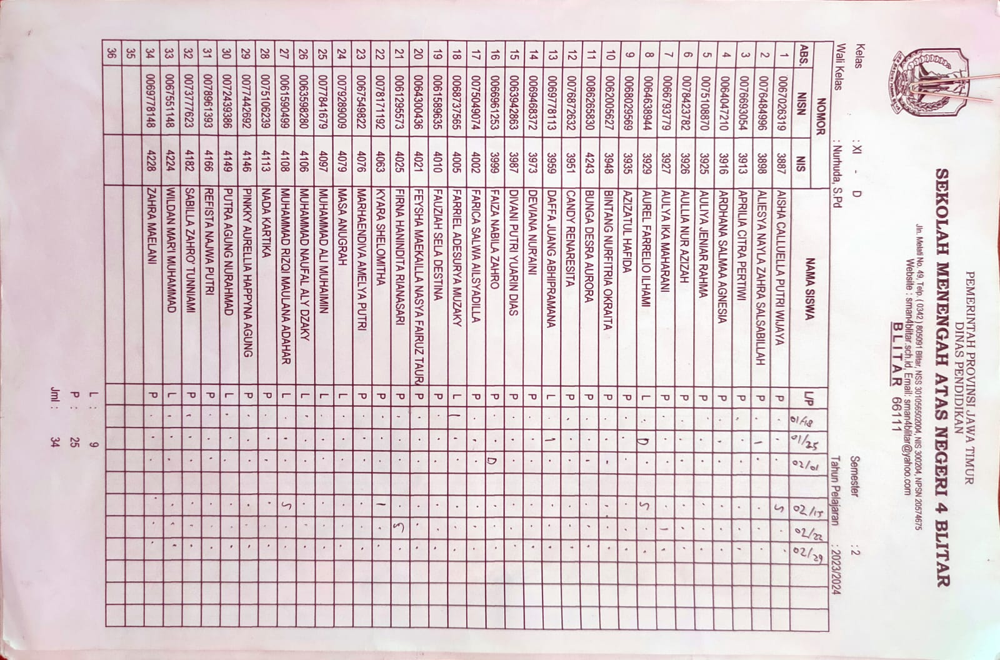 PEMERINTAH PROVINSI JAWA TIMUR
DINAS PENDIDIKAN
SEKOLAH MENENGAH ATAS NEGERI 4 BLITAR
Jln. Melati No. 49, Telp. ( 0342 ) 805091 Blitar, NSS 301056502004, NIS 300204, NPSN 20574675
Website : sman4blitar.sch.id, Email: sman4blitar@yahoo.com
BLITAR 66111
Kelas : XI - D Semester : 2
Wali Kelas : Nurhuda, S.Pd Tahun Pelajaran : 2023/2024
NOMOR NAMA SISWA L/P 01/18 01/25 02/01 02/15 02/22 02/29
ABS. NISN NIS
1 0067026319 3887 AISHA CALLUELLA PUTRI WIJAYA P . . . S . .
2 0076484996 3898 ALIESYA NAYLA ZAHRA SALSABILLAH P . 1 . . . .
3 0076693054 3913 APRILIA CITRA PERTIWI P . . . . . .
4 0064047210 3916 ARDHANA SALMAA AGNESIA P . . . . . .
5 0075108870 3925 AULIYA JENIAR RAHMA P . . . . . .
6 0078423782 3926 AULLIA NUR AZIZAH P . . . . . .
7 0066793779 3927 AULYA IKA MAHARANI P . . . . 1 .
8 0064638944 3929 AUREL FARRELIO ILHAMI L . D . S . .
9 0068029569 3935 AZIZATUL HAFIDA P . . . . . .
10 0062005627 3948 BINTANG NURFITRIA OKRAITA P . . . . . .
11 0086265830 4243 BUNGA DESRA AURORA P . . . . . .
12 0076872632 3951 CANDY RENARESITA P . . . . . .
13 0069778113 3959 DAFFA JUANG ABHIPRAMANA L . 1 . . . .
14 0069468372 3973 DEVIANA NUR'AINI P . . . . . .
15 0063942863 3987 DIVANI PUTRI YUARIN DIAS P . . . . . .
16 0066961253 3999 FAIZA NABILA ZAHRO P . . D . . .
17 0075049074 4002 FARICA SALWA AILSYADILLA P . . . . . .
18 0068737565 4005 FARRIEL ADESURYA MUZAKY L 1 . . . . .
19 0061589635 4010 FAUZIAH SELA DESTINA P . . . . . .
20 0064300436 4021 FEYSHA MAEKAILLA NASYA FAIRUZ TAURA P . . . . . .
21 0061295573 4025 FIRNA HANINDITA RIANASARI P . . . . S .
22 0078171192 4063 KYARA SHELOMITHA P . . . 1 . .
23 0067549822 4076 MARHAENDIVA AMELYA PUTRI P . . . . . .
24 0079289009 4079 MASA ANUGRAH L . . . . . .
25 0077841679 4097 MUHAMMAD ALI MUHAIMIN L . . . . . .
26 0063598280 4106 MUHAMMAD NAUFAL ALY DZAKY L . . . . . .
27 0061590499 4108 MUHAMMAD RIZQI MAULANA ADAHAR L . . . S . .
28 0075106239 4113 NADA KARTIKA P . . . . . .
29 0077442692 4146 PINKKY AURELLIA HAPPYNA AGUNG P . . . . . .
30 0072439386 4149 PUTRA AGUNG NURAHMAD L . . . . . .
31 0078961393 4166 REFISTA NAJWA PUTRI P . . . . . .
32 0073777623 4182 SABILLA ZAHRO' TUNNIAMI P . . . . . .
33 0067551148 4224 WILDAN MARI MUHAMMAD L . . . . . .
34 0069778148 4228 ZAHRA MAELANI P . . . . . .
35
36
L : 9
P : 25
Jml : 34